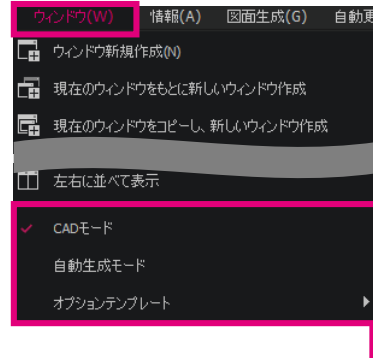 ウィンドウ(W) 情報(A) 図面生成(G) 自動更
ウィンドウ新規作成(N)
現在のウィンドウをもとに新しいウィンドウ作成
現在のウィンドウをコピーし、新しいウィンドウ作成
左右に並べて表示
CADモード
自動生成モード
オプションテンプレート